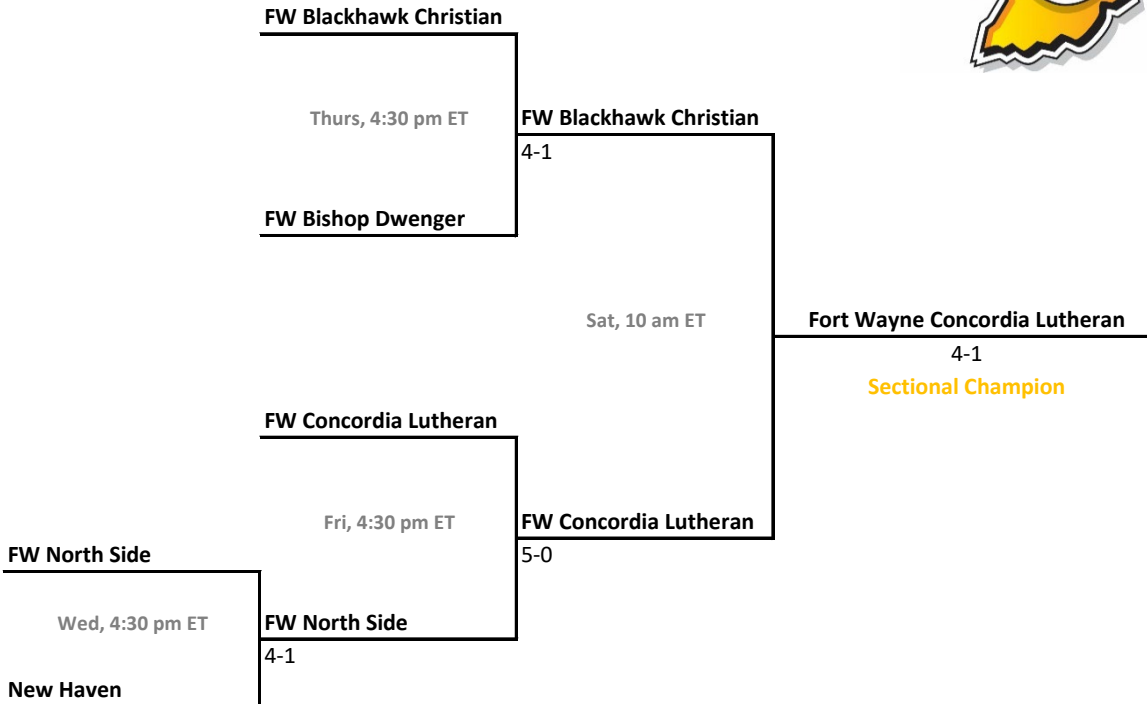 FW Blackhawk Christian
Thurs, 4:30 pm ET
FW Blackhawk Christian
4-1
FW Bishop Dwenger
Sat, 10 am ET
Fort Wayne Concordia Lutheran
4-1
Sectional Champion
FW Concordia Lutheran
Fri, 4:30 pm ET
FW Concordia Lutheran
5-0
FW North Side
Wed, 4:30 pm ET
FW North Side
4-1
New Haven